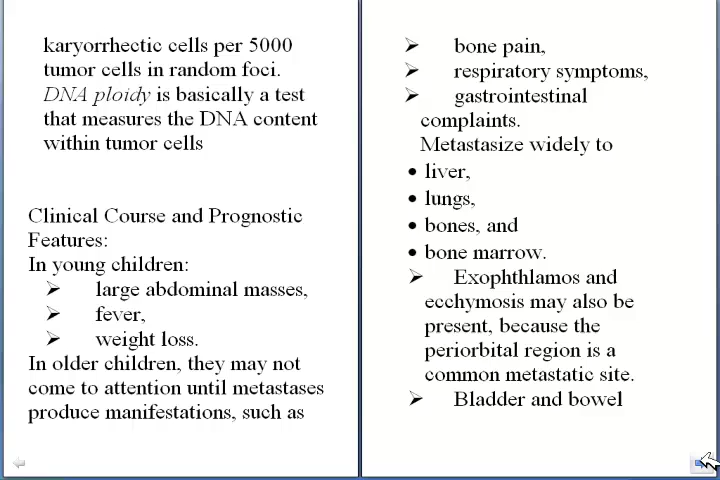 karyorrhectic cells per 5000
tumor cells in random foci.
DNA ploidy is basically a test
that measures the DNA content
within tumor cells
Clinical Course and Prognostic
Features:
In young children:
➢ large abdominal masses,
➢ fever,
➢ weight loss.
In older children, they may not
come to attention until metastases
produce manifestations, such as
➢ bone pain,
➢ respiratory symptoms,
➢ gastrointestinal
complaints.
Metastasize widely to
• liver,
• lungs,
• bones, and
• bone marrow.
➢ Exophthlamos and
ecchymosis may also be
present, because the
periorbital region is a
common metastatic site.
➢ Bladder and bowel